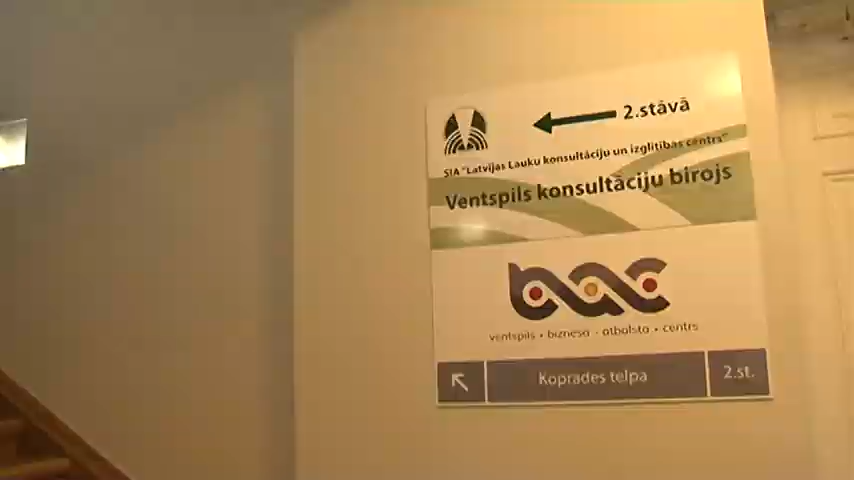 2.stāvā
SIA "Latvijas Lauku konsultāciju un izglītības centrs"
Ventspils konsultāciju birojs
bac
ventspils • biznesa • atbalsta • centrs
Koprades telpa
2.st.